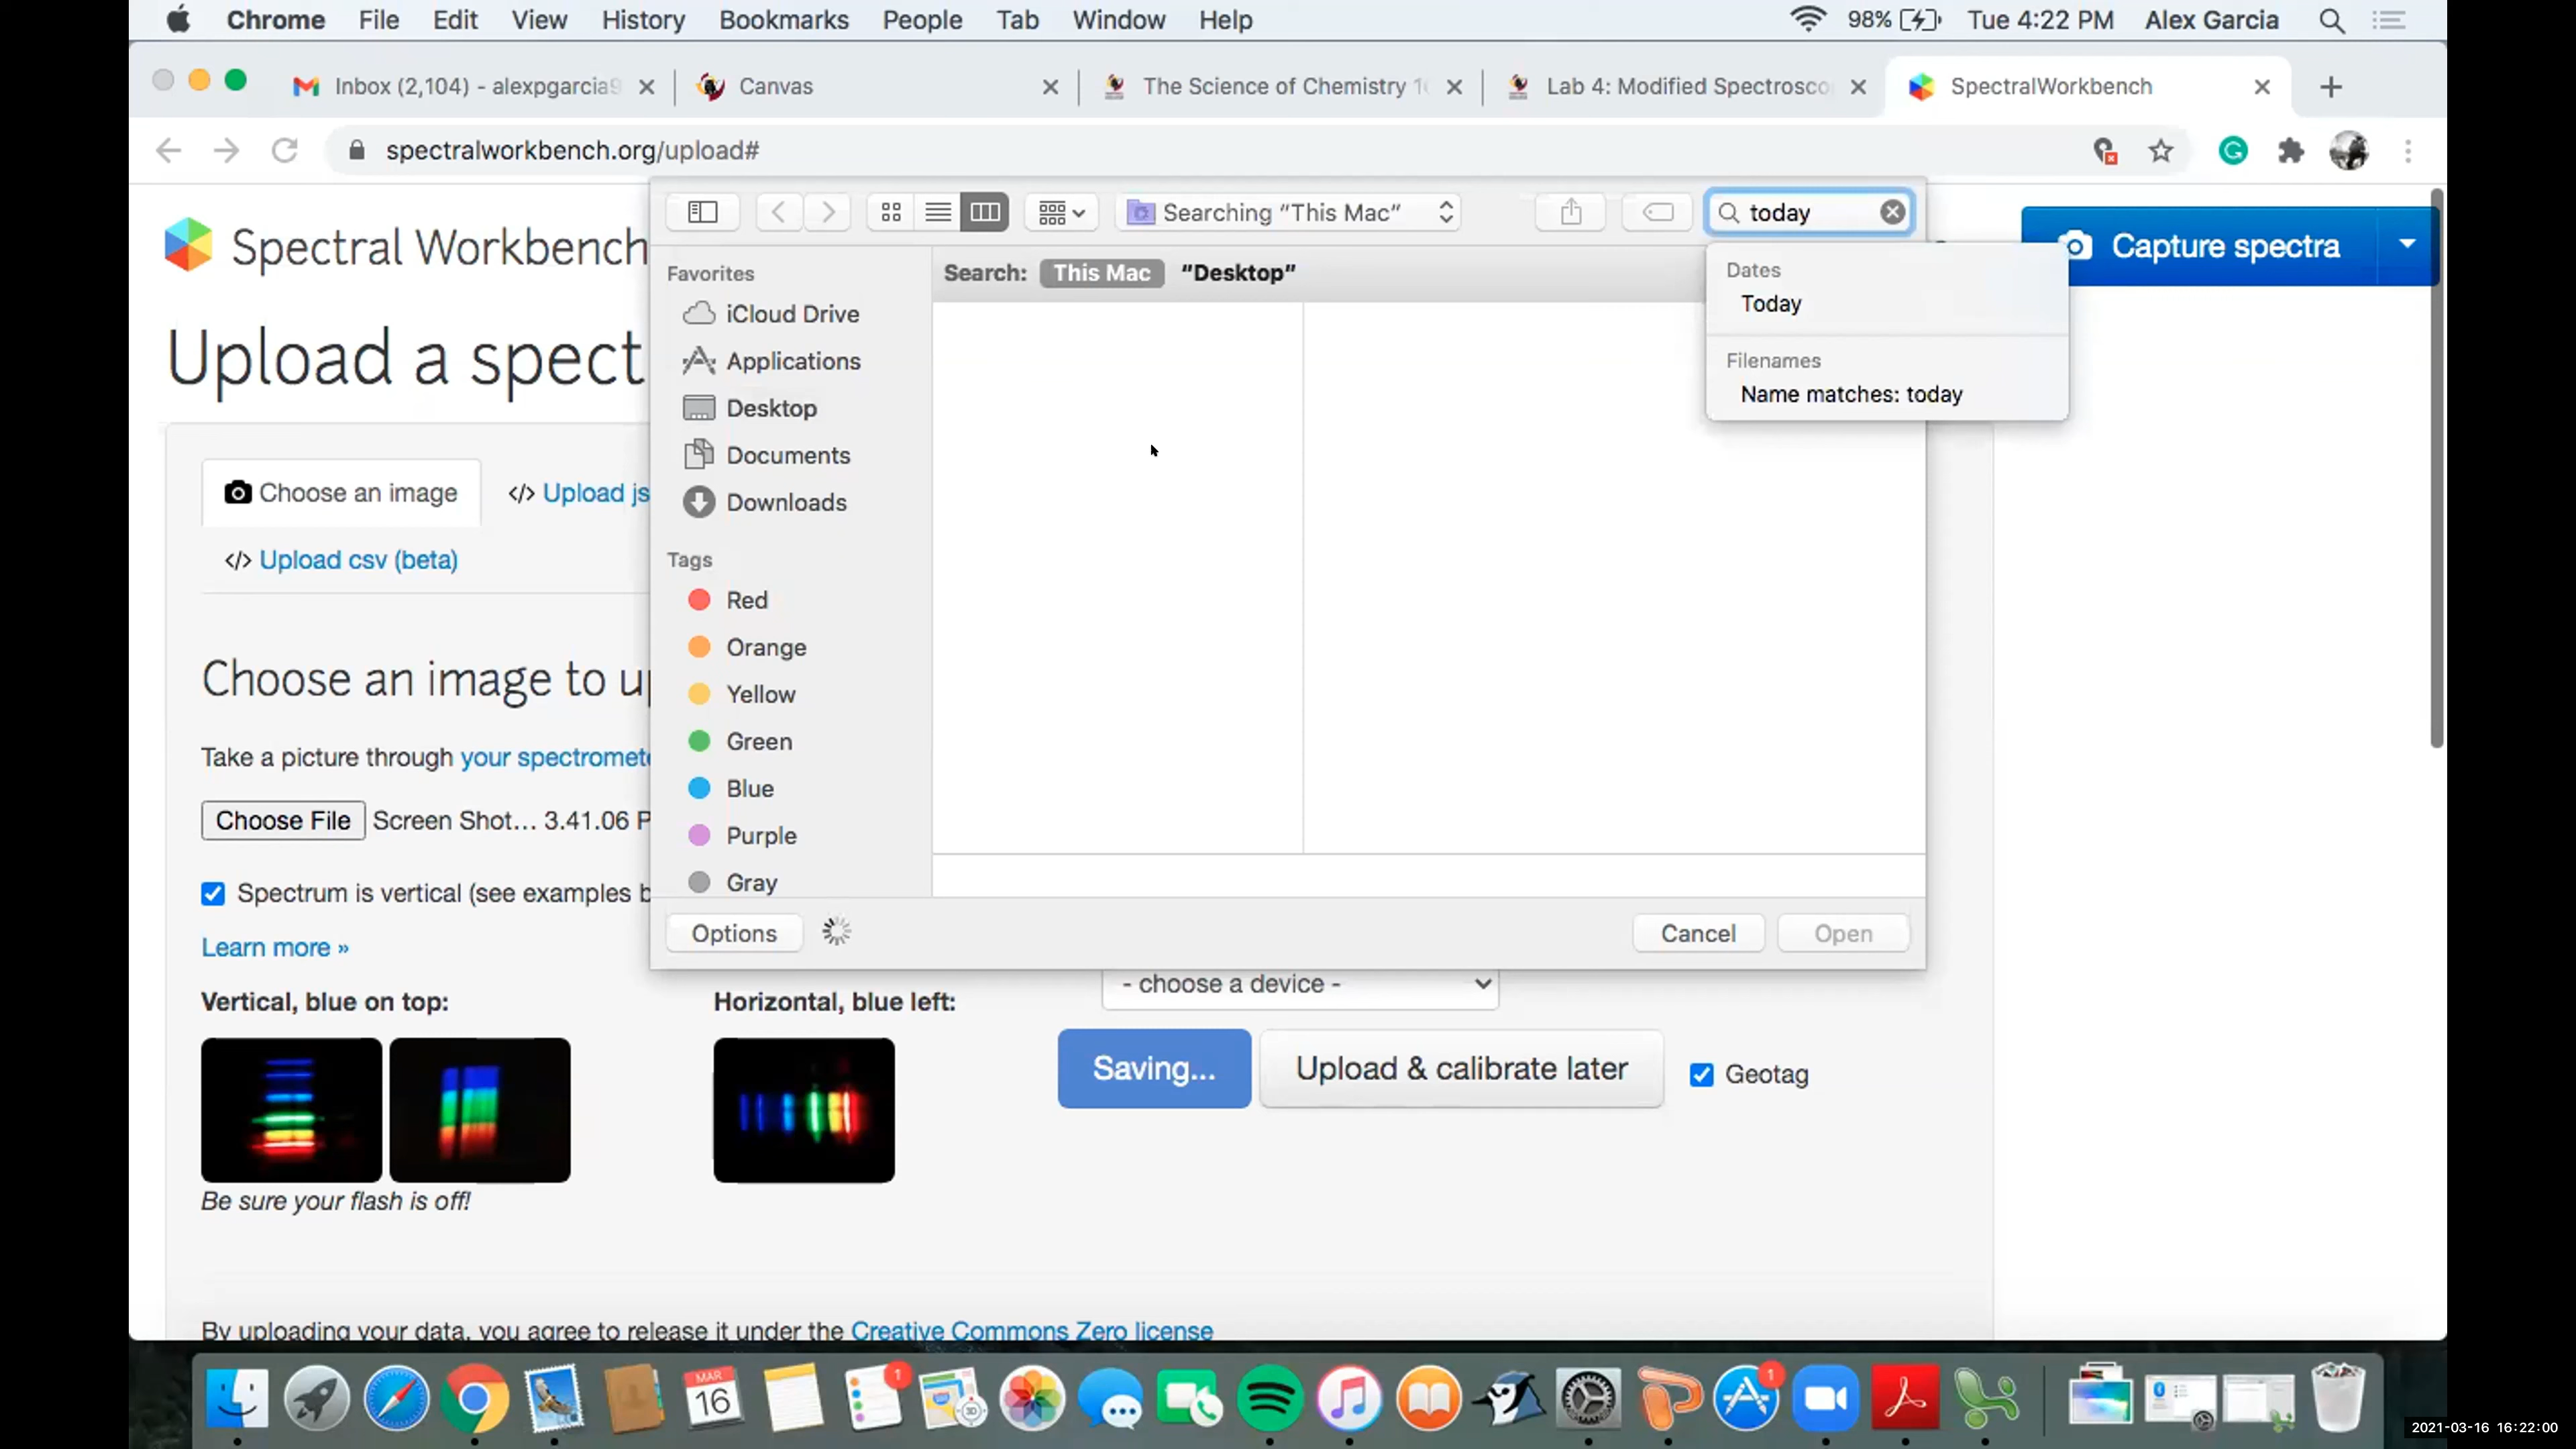 Chrome File Edit View History Bookmarks People Tab Window Help 98% Tue 4:22 PM Alex Garcia
Inbox (2,104) - alexpgarcia9 Canvas The Science of Chemistry 1 Lab 4: Modified Spectrosco SpectralWorkbench
spectralworkbench.org/upload#
Searching “This Mac” today
Spectral Workbench
Capture spectra
Favorites
Search: This Mac “Desktop”
Dates
Today
iCloud Drive
Upload a spect
Applications
Filenames
Name matches: today
Desktop
Documents
Choose an image </> Upload js
Downloads
</> Upload csv (beta)
Tags
Red
Orange
Choose an image to up
Yellow
Green
Take a picture through your spectromete
Blue
Choose File Screen Shot... 3.41.06 P
Purple
Gray
Spectrum is vertical (see examples b
Options Cancel Open
Learn more »
- choose a device -
Vertical, blue on top: Horizontal, blue left:
Saving... Upload & calibrate later Geotag
Be sure your flash is off!
By uploading your data, you agree to release it under the Creative Commons Zero license
1
MAR
16
3D
1
2021-03-16 16:22:00